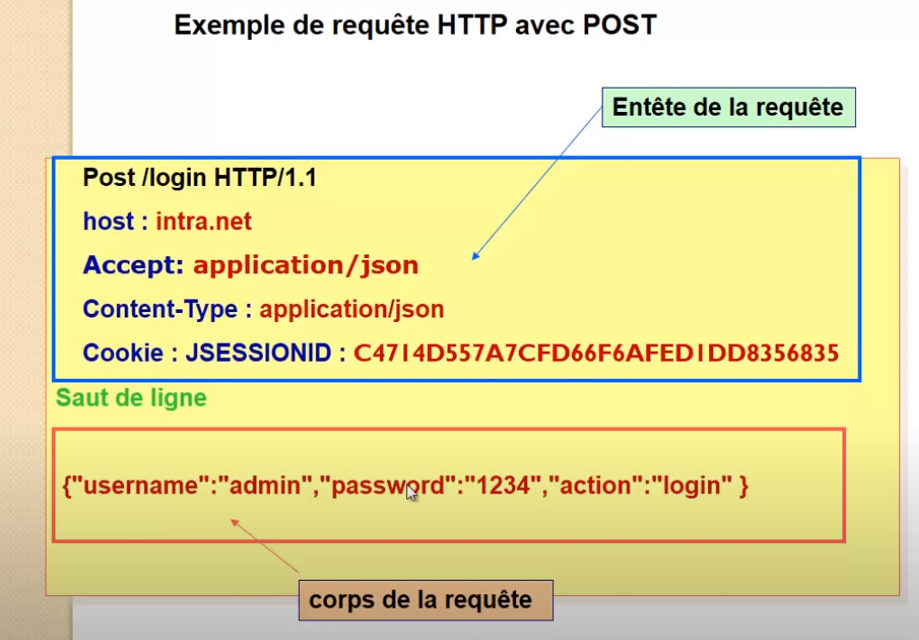 Exemple de requête HTTP avec POST
Entête de la requête
Post /login HTTP/1.1
host : intra.net
Accept: application/json
Content-Type : application/json
Cookie : JSESSIONID : C4714D557A7CFD66F6AFED1DD8356835
Saut de ligne
{"username":"admin","password":"1234","action":"login" }
corps de la requête